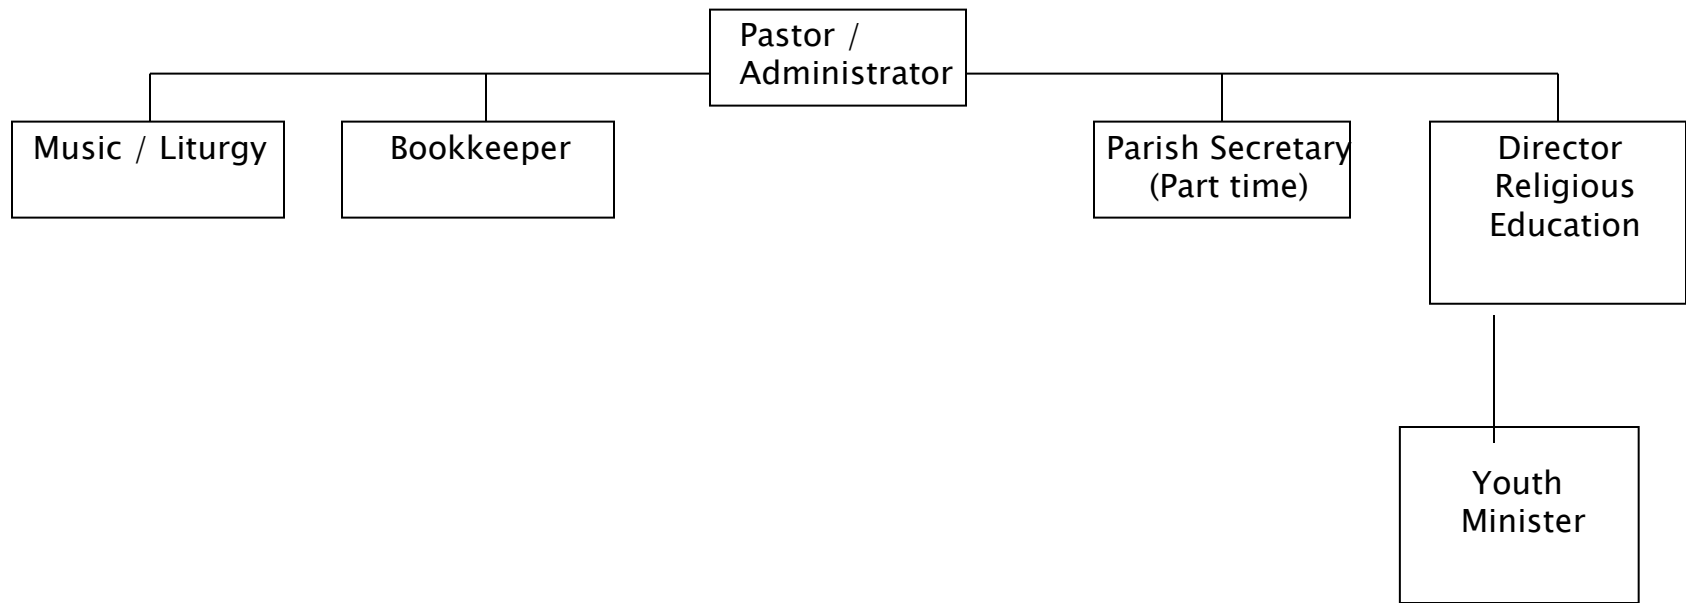 Pastor /
Administrator
Music / Liturgy
Bookkeeper
Parish Secretary
(Part time)
Director
Religious
Education
Youth
Minister